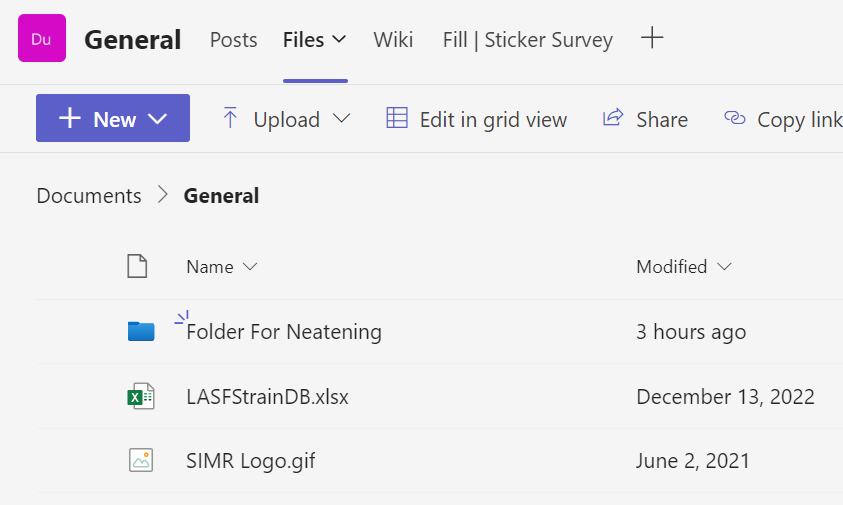 Du General Posts Files Wiki Fill | Sticker Survey
New Upload Edit in grid view Share Copy link
Documents General
Name Modified
Folder For Neatening 3 hours ago
LASFStrainDB.xlsx December 13, 2022
SIMR Logo.gif June 2, 2021